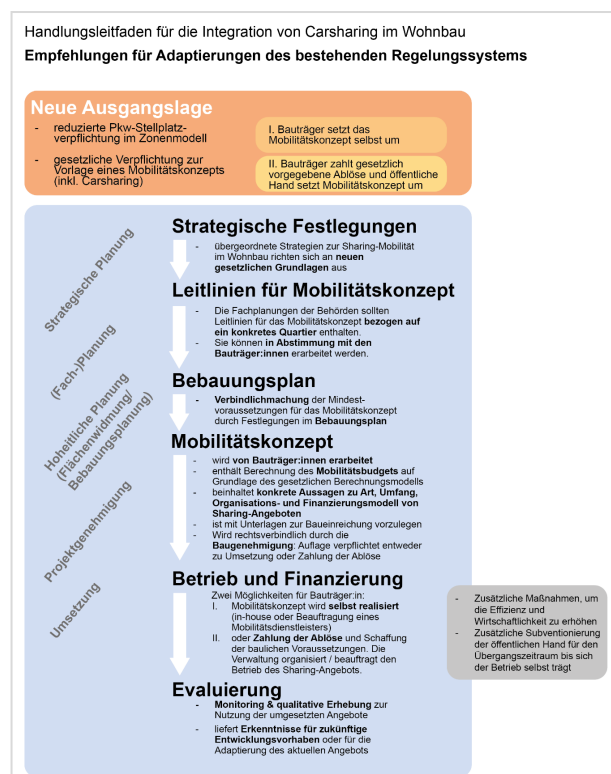 Handlungsleitfaden für die Integration von Carsharing im Wohnbau
Empfehlungen für Adaptierungen des bestehenden Regelungssystems
Neue Ausgangslage
- reduzierte Pkw-Stellplatz-
verpflichtung im Zonenmodell
- gesetzliche Verpflichtung zur
Vorlage eines Mobilitätskonzepts
(inkl. Carsharing)
I. Bauträger setzt das
Mobilitätskonzept selbst um
II. Bauträger zahlt gesetzlich
vorgegebene Ablöse und öffentliche
Hand setzt Mobilitätskonzept um
Strategische Planung
(Fach-)Planung
Hoheitliche Planung
(Flächenwidmung/
Bebauungsplanung)
Projektgenehmigung
Umsetzung
Strategische Festlegungen
- übergeordnete Strategien zur Sharing-Mobilität
im Wohnbau richten sich an neuen
gesetzlichen Grundlagen aus
Leitlinien für Mobilitätskonzept
- Die Fachplanungen der Behörden sollten
Leitlinien für das Mobilitätskonzept bezogen auf
ein konkretes Quartier enthalten.
- Sie können in Abstimmung mit den
Bauträger:innen erarbeitet werden.
Bebauungsplan
- Verbindlichmachung der Mindest-
voraussetzungen für das Mobilitätskonzept
durch Festlegungen im Bebauungsplan
Mobilitätskonzept
- wird von Bauträger:innen erarbeitet
- enthält Berechnung des Mobilitätsbudgets auf
Grundlage des gesetzlichen Berechnungsmodells
- beinhaltet konkrete Aussagen zu Art, Umfang,
Organisations- und Finanzierungsmodell von
Sharing-Angeboten
- ist mit Unterlagen zur Baueinreichung vorzulegen
- Wird rechtsverbindlich durch die
Baugenehmigung: Auflage verpflichtet entweder
zu Umsetzung oder Zahlung der Ablöse
Betrieb und Finanzierung
Zwei Möglichkeiten für Bauträger:in:
I. Mobilitätskonzept wird selbst realisiert
(in-house oder Beauftragung eines
Mobilitätsdienstleisters)
II. oder Zahlung der Ablöse und Schaffung
der baulichen Voraussetzungen. Die
Verwaltung organisiert / beauftragt den
Betrieb des Sharing-Angebots.
- Zusätzliche Maßnahmen, um
die Effizienz und
Wirtschaftlichkeit zu erhöhen
- Zusätzliche Subventionierung
der öffentlichen Hand für den
Übergangszeitraum bis sich
der Betrieb selbst trägt
Evaluierung
- Monitoring & qualitative Erhebung zur
Nutzung der umgesetzten Angebote
- liefert Erkenntnisse für zukünftige
Entwicklungsvorhaben oder für die
Adaptierung des aktuellen Angebots